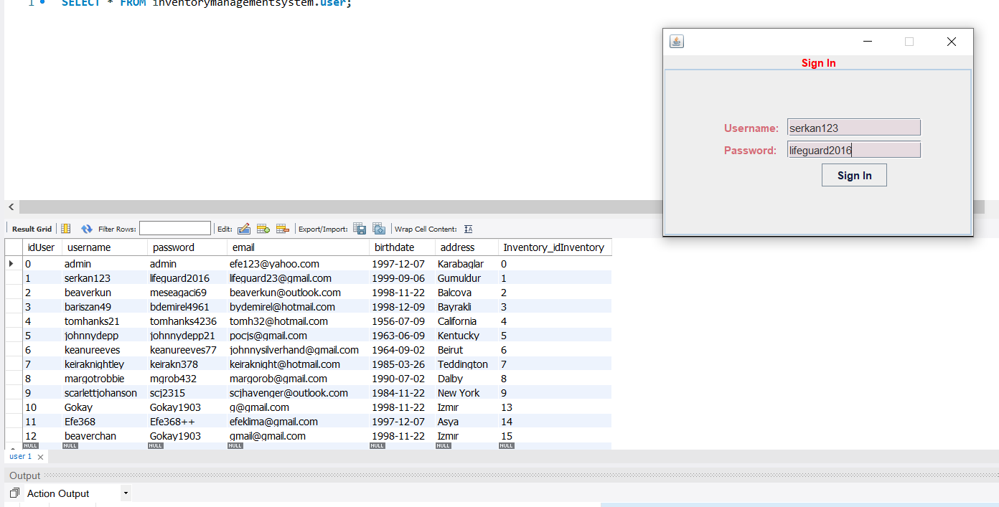 1 SELECT * FROM inventorymanagementsystem.user;
Sign In
Username: serkan123
Password: lifeguard2016
Sign In
Result Grid Filter Rows: Edit: Export/Import: Wrap Cell Content:
idUser username password email birthdate address Inventory_idInventory
0 admin admin efe123@yahoo.com 1997-12-07 Karabaglar 0
1 serkan123 lifeguard2016 lifeguard23@gmail.com 1999-09-06 Gumuldur 1
2 beaverkun meseagaci69 beaverkun@outlook.com 1998-11-22 Balcova 2
3 bariszan49 bdemirel4961 bydemirel@hotmail.com 1998-12-09 Bayrakli 3
4 tomhanks21 tomhanks4236 tomh32@hotmail.com 1956-07-09 California 4
5 johnnydepp johnnydepp21 pocjs@gmail.com 1963-06-09 Kentucky 5
6 keanureeves keanureeves77 johnnysilverhand@gmail.com 1964-09-02 Beirut 6
7 keiraknightley keirakn378 keiraknight@hotmail.com 1985-03-26 Teddington 7
8 margotrobbie mgrob432 margorob@gmail.com 1990-07-02 Dalby 8
9 scarlettjohanson scj2315 scjhavenger@outlook.com 1984-11-22 New York 9
10 Gokay Gokay1903 g@gmail.com 1998-11-22 Izmır 13
11 Efe368 Efe368++ efeklima@gmail.com 1997-12-07 Asya 14
12 beaverchan Gokay1903 gmail@gmail.com 1998-11-22 Izmır 15
NULL NULL NULL NULL NULL NULL NULL
user 1
Output
Action Output